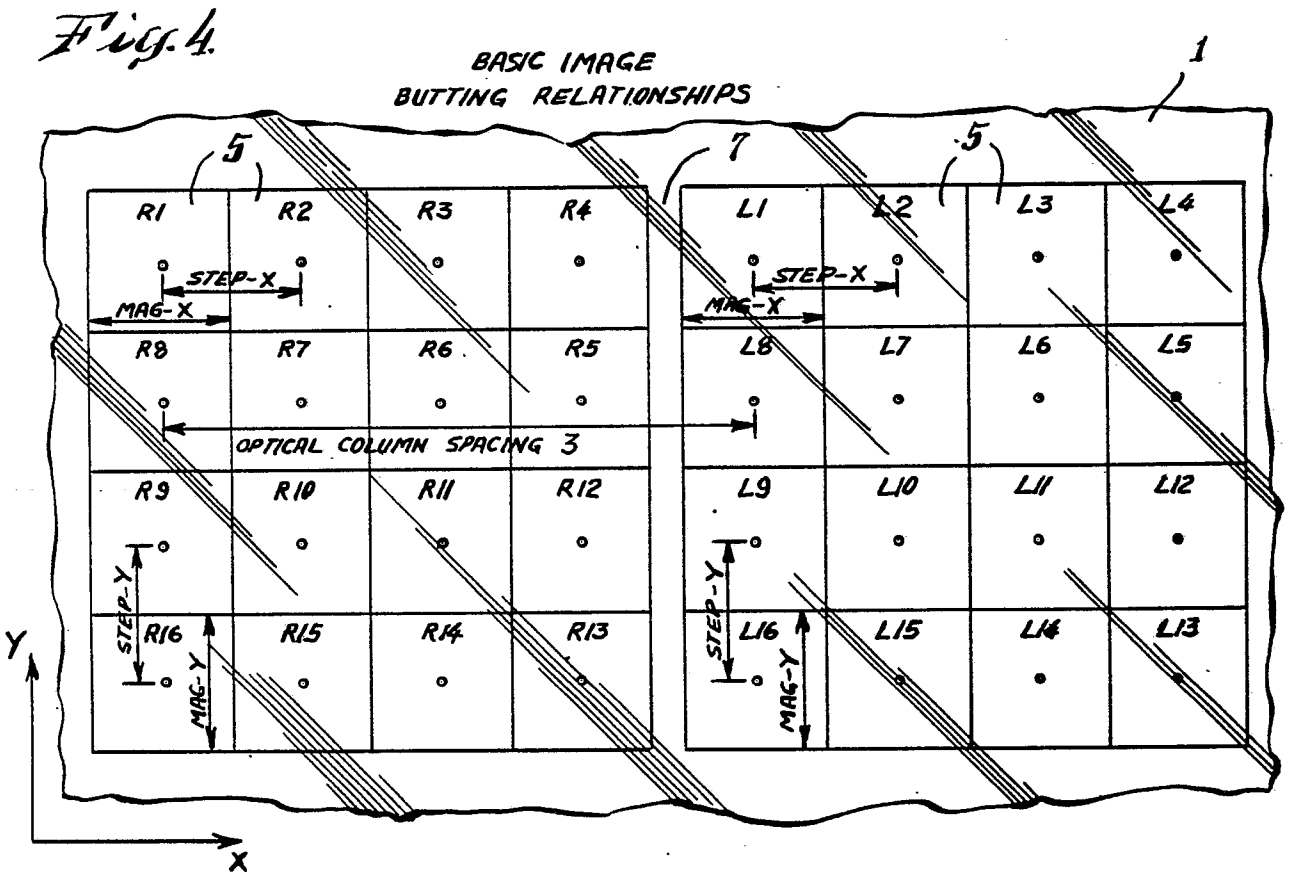 Fig. 4.
BASIC IMAGE
BUTTING RELATIONSHIPS
1
5
7
5
R1 R2 R3 R4 L1 L2 L3 L4
STEP-X STEP-X
MAG-X MAG-X
R8 R7 R6 R5 L8 L7 L6 L5
OPTICAL COLUMN SPACING 3
R9 R10 R11 R12 L9 L10 L11 L12
STEP-Y STEP-Y
R16 R15 R14 R13 L16 L15 L14 L13
MAG-Y MAG-Y
Y
X